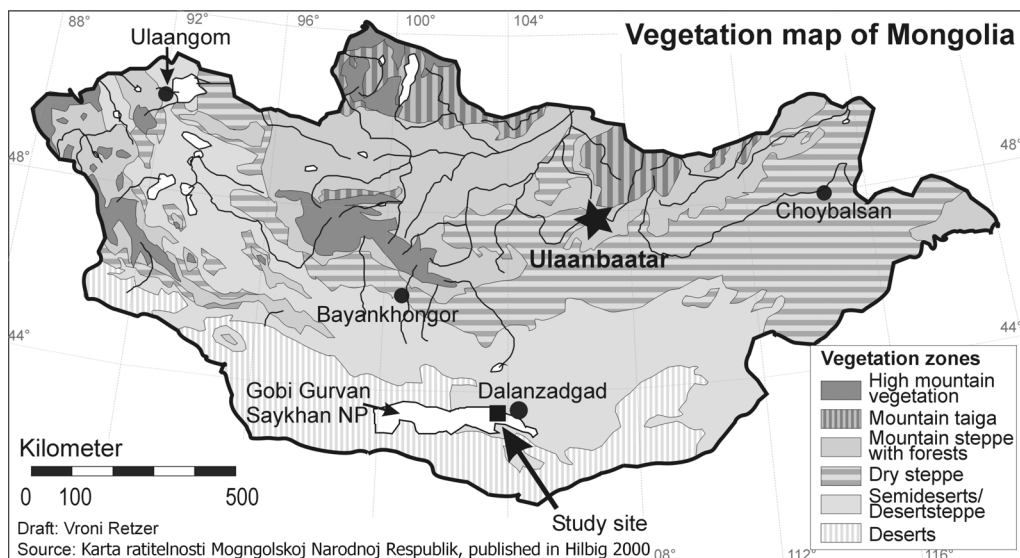 88°
92
96°
100°
104°
Vegetation map of Mongolia
Ulaangom
48°
48°
Choybalsan
Ulaanbaatar
Bayankhongor
44°
44°
Gobi Gurvan
Saykhan NP
Dalanzadgad
Study site
Vegetation zones
High mountain
vegetation
Mountain taiga
Mountain steppe
with forests
Dry steppe
Semideserts/
Desertsteppe
Deserts
Kilometer
0 100 500
Draft: Vroni Retzer
Source: Karta ratitelnosti Mogngolskoj Narodnoj Respublik, published in Hilbig 2000
08°
112°
116°